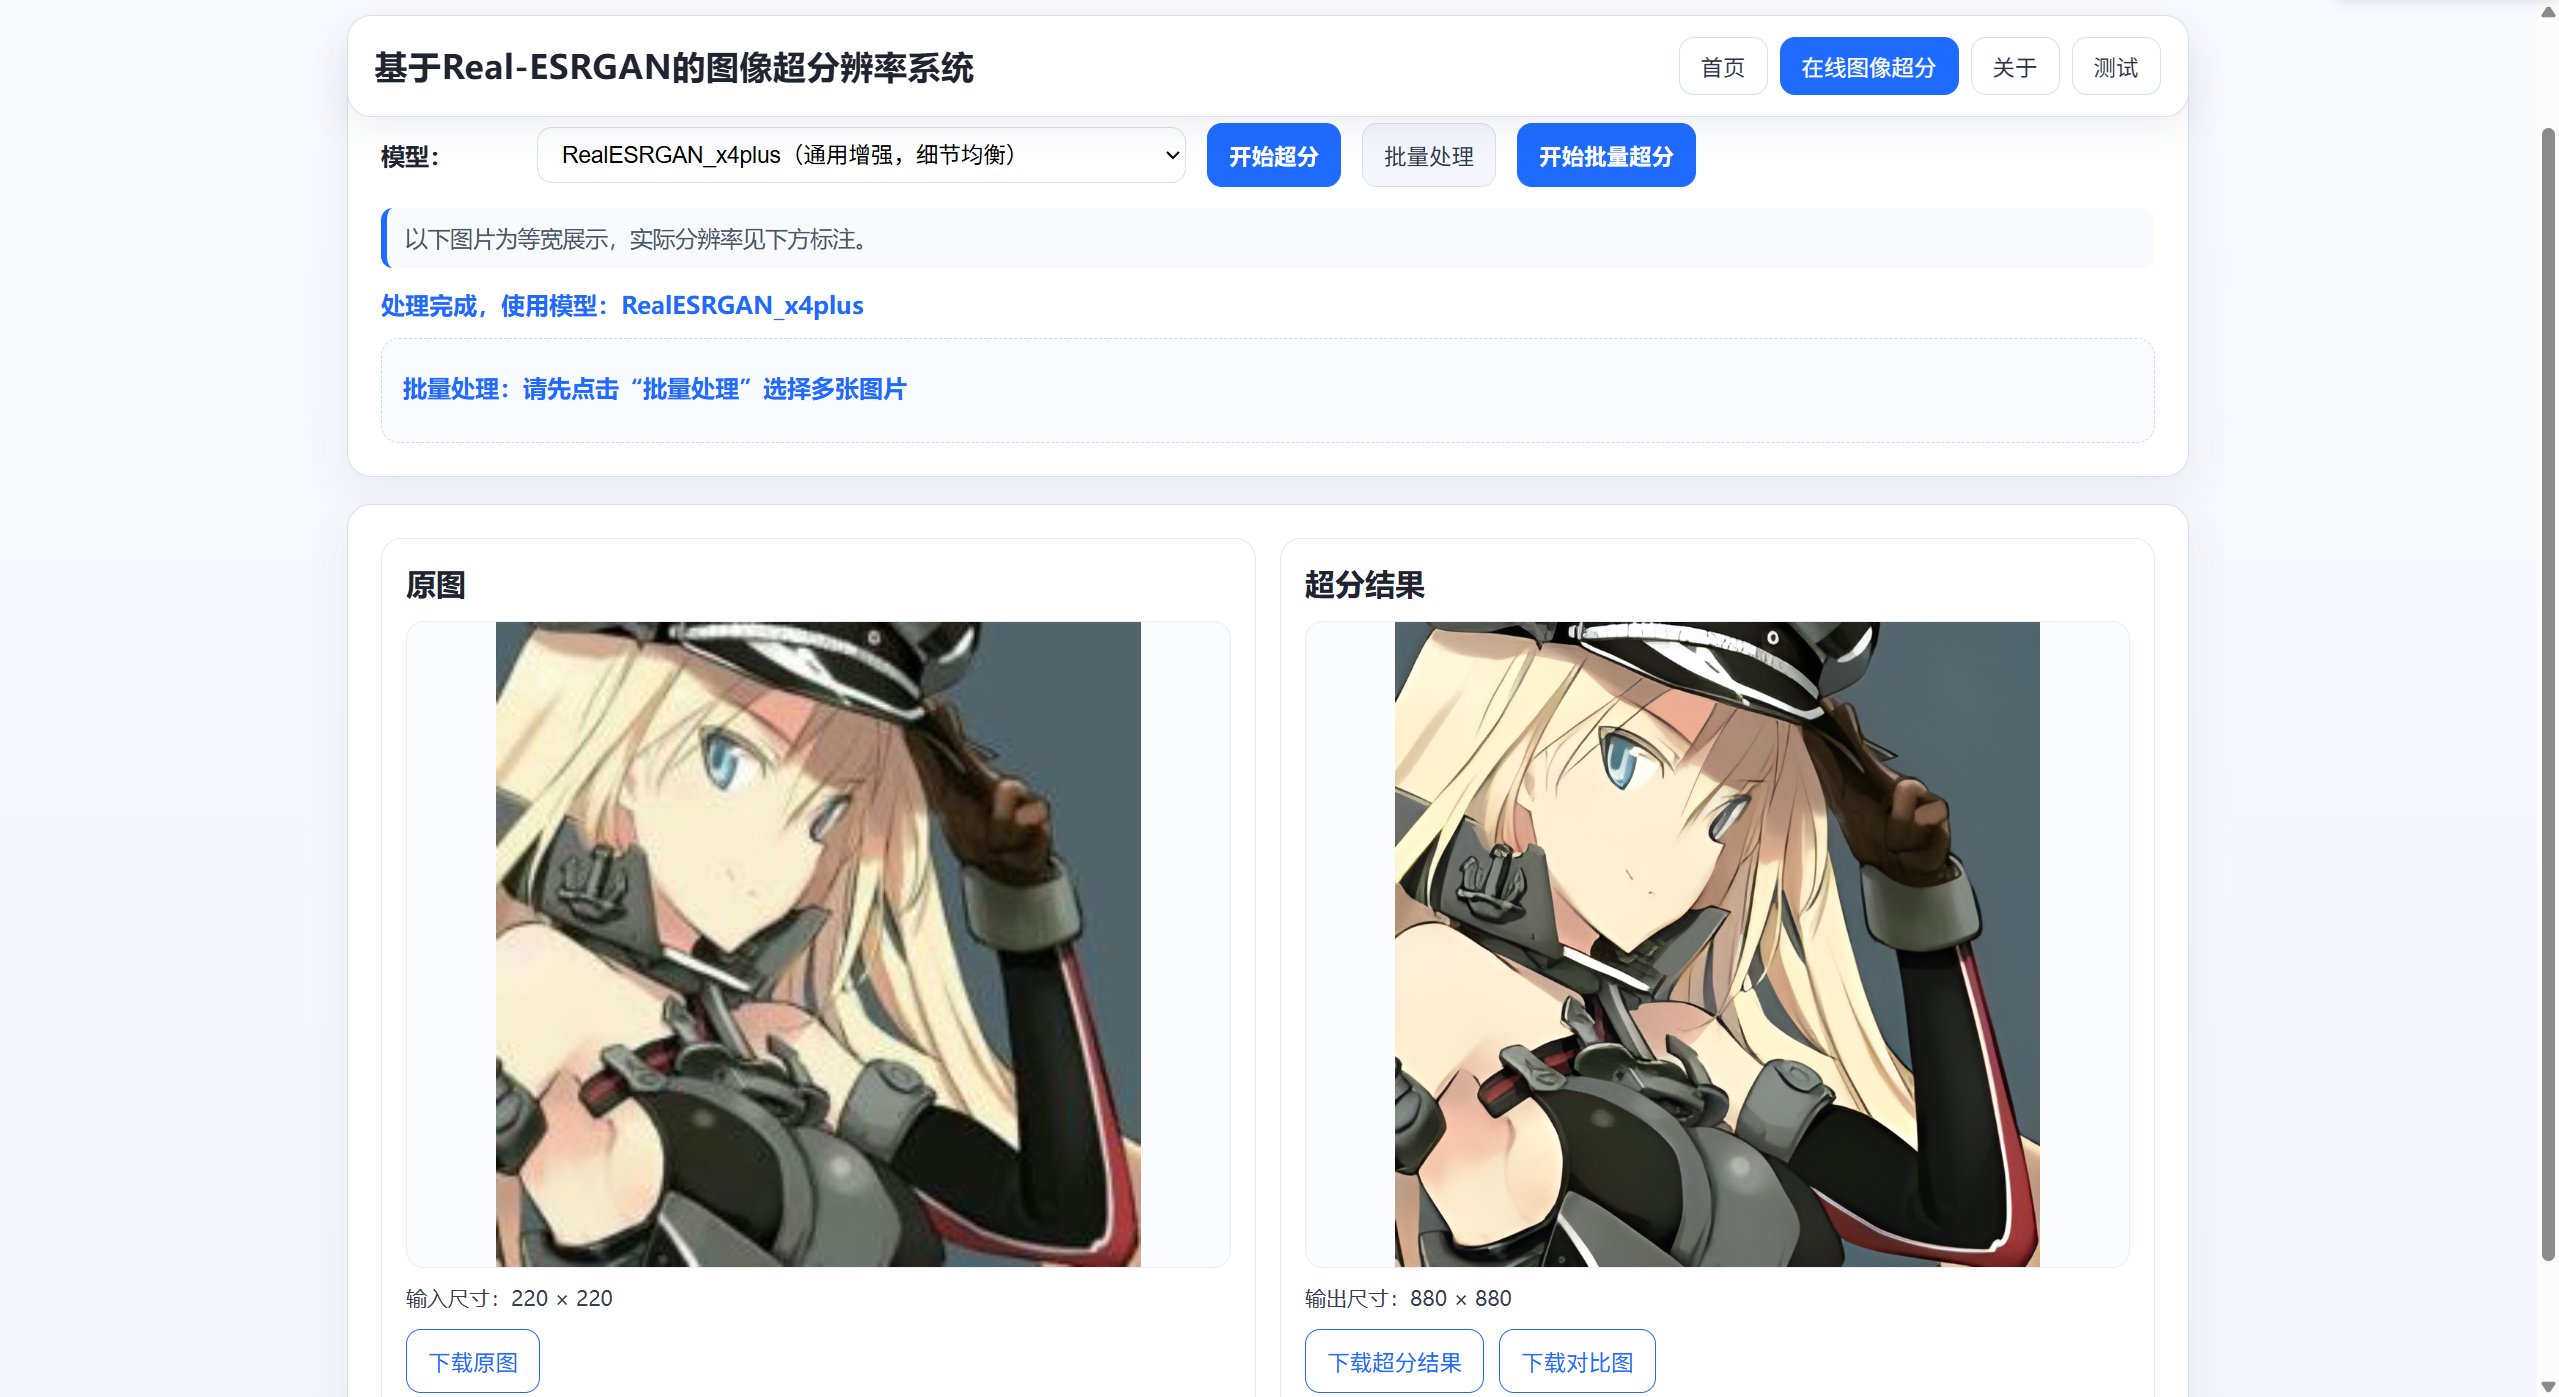 基于Real-ESRGAN的图像超分辨率系统
首页
在线图像超分
关于
测试
模型：
RealESRGAN_x4plus（通用增强，细节均衡）
开始超分
批量处理
开始批量超分
以下图片为等宽展示，实际分辨率见下方标注。
处理完成，使用模型：RealESRGAN_x4plus
批量处理：请先点击“批量处理”选择多张图片
原图
超分结果
输入尺寸：220 × 220
输出尺寸：880 × 880
下载原图
下载超分结果
下载对比图